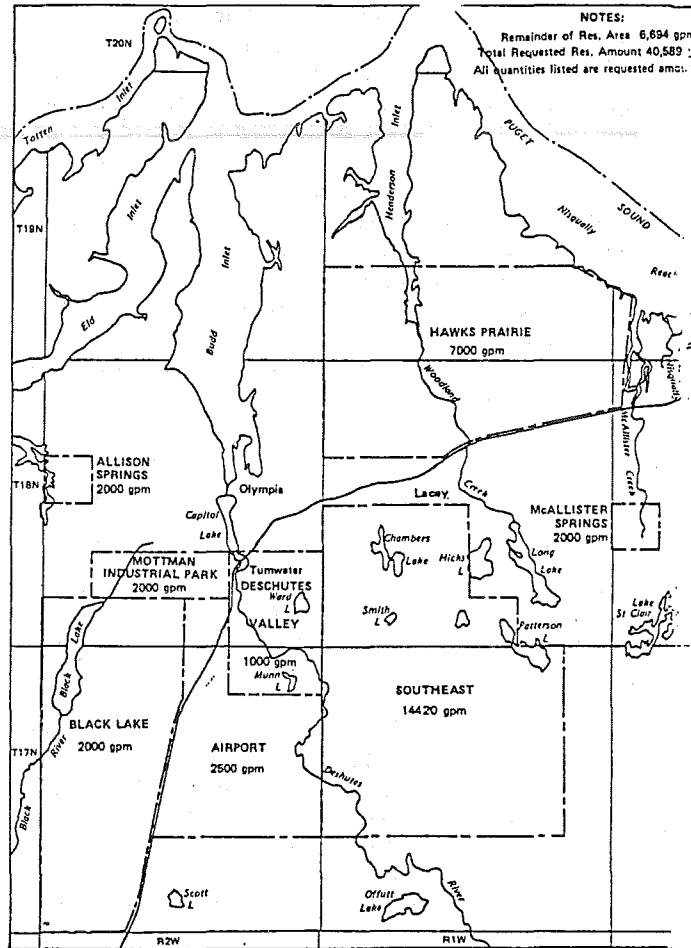 NOTES:
Remainder of Res. Area 6,694 gpm
Total Requested Res. Amount 40,589
All quantities listed are requested amt.
T20N
Totten
Inlet
PUGET
SOUND
Nisqually
Reach
Henderson
Inlet
T19N
Inlet
Eld
Budd
Inlet
HAWKS PRAIRIE
7000 gpm
Woodland
Creek
Nisqually
McAllister
Creek
ALLISON
SPRINGS
2000 gpm
T18N
Olympia
Capitol
Lake
Lacey
McALLISTER
SPRINGS
2000 gpm
Chambers
Lake
Hicks
L
Long
Lake
MOTTMAN
INDUSTRIAL PARK
2000 gpm
Tumwater
DESCHUTES
VALLEY
1000 gpm
Ward
L
Smith
L
Patterson
L
Lake
St Clair
Munn
L
Black
Lake
BLACK LAKE
2000 gpm
SOUTHEAST
14420 gpm
AIRPORT
2500 gpm
T17N
Black
River
Deschutes
River
Scott
L
Offutt
Lake
R2W
R1W